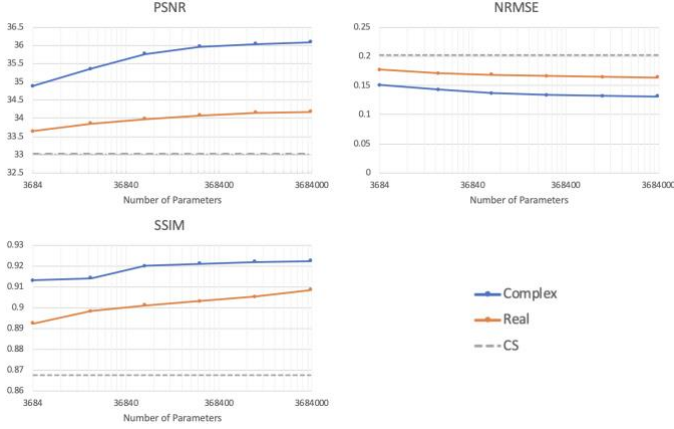 PSNR
36.5
36
35.5
35
34.5
34
33.5
33
32.5
3684 36840 368400 3684000
Number of Parameters
NRMSE
0.25
0.2
0.15
0.1
0.05
0
3684 36840 368400 3684000
Number of Parameters
SSIM
0.93
0.92
0.91
0.9
0.89
0.88
0.87
0.86
3684 36840 368400 3684000
Number of Parameters
Complex
Real
CS